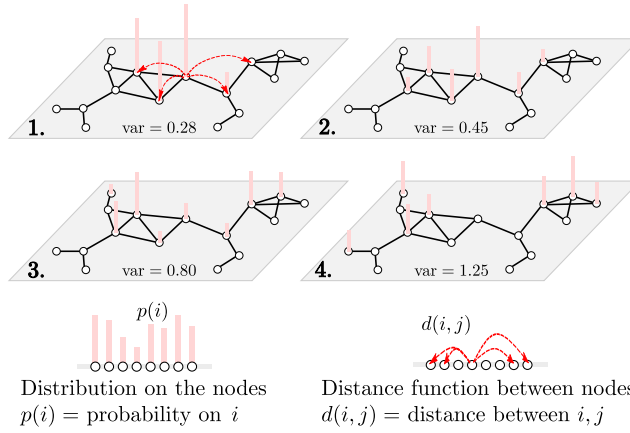 1.
var = 0.28
2.
var = 0.45
3.
var = 0.80
4.
var = 1.25
p(i)
d(i, j)
Distribution on the nodes
p(i) = probability on i
Distance function between nodes
d(i, j) = distance between i, j